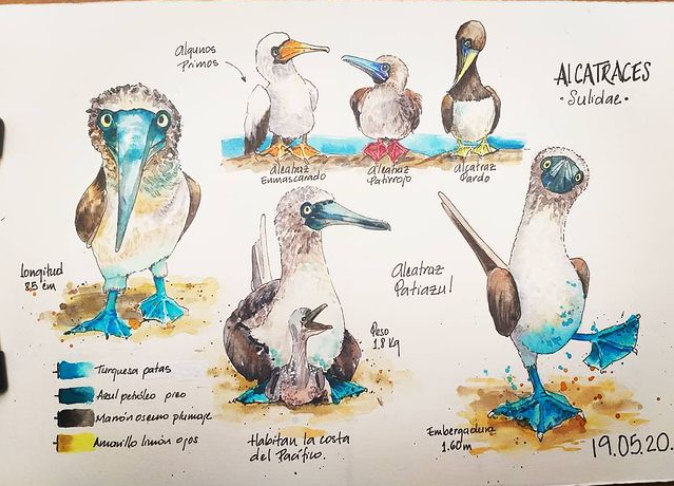 Algunos
Primos
ALCATRACES
• Sulidae •
alcatraz
Enmascarado
alcatraz
Patirrojo
alcatraz
Pardo
Alcatraz
Patiazul
Longitud
85 cm
Peso
1.8 Kg
Turquesa patas
Azul petróleo pico
Marrón oscuro plumaje
Amarillo limón ojos
Habitan la costa
del Pacífico.
Embergadura
1.60 m
19.05.20.